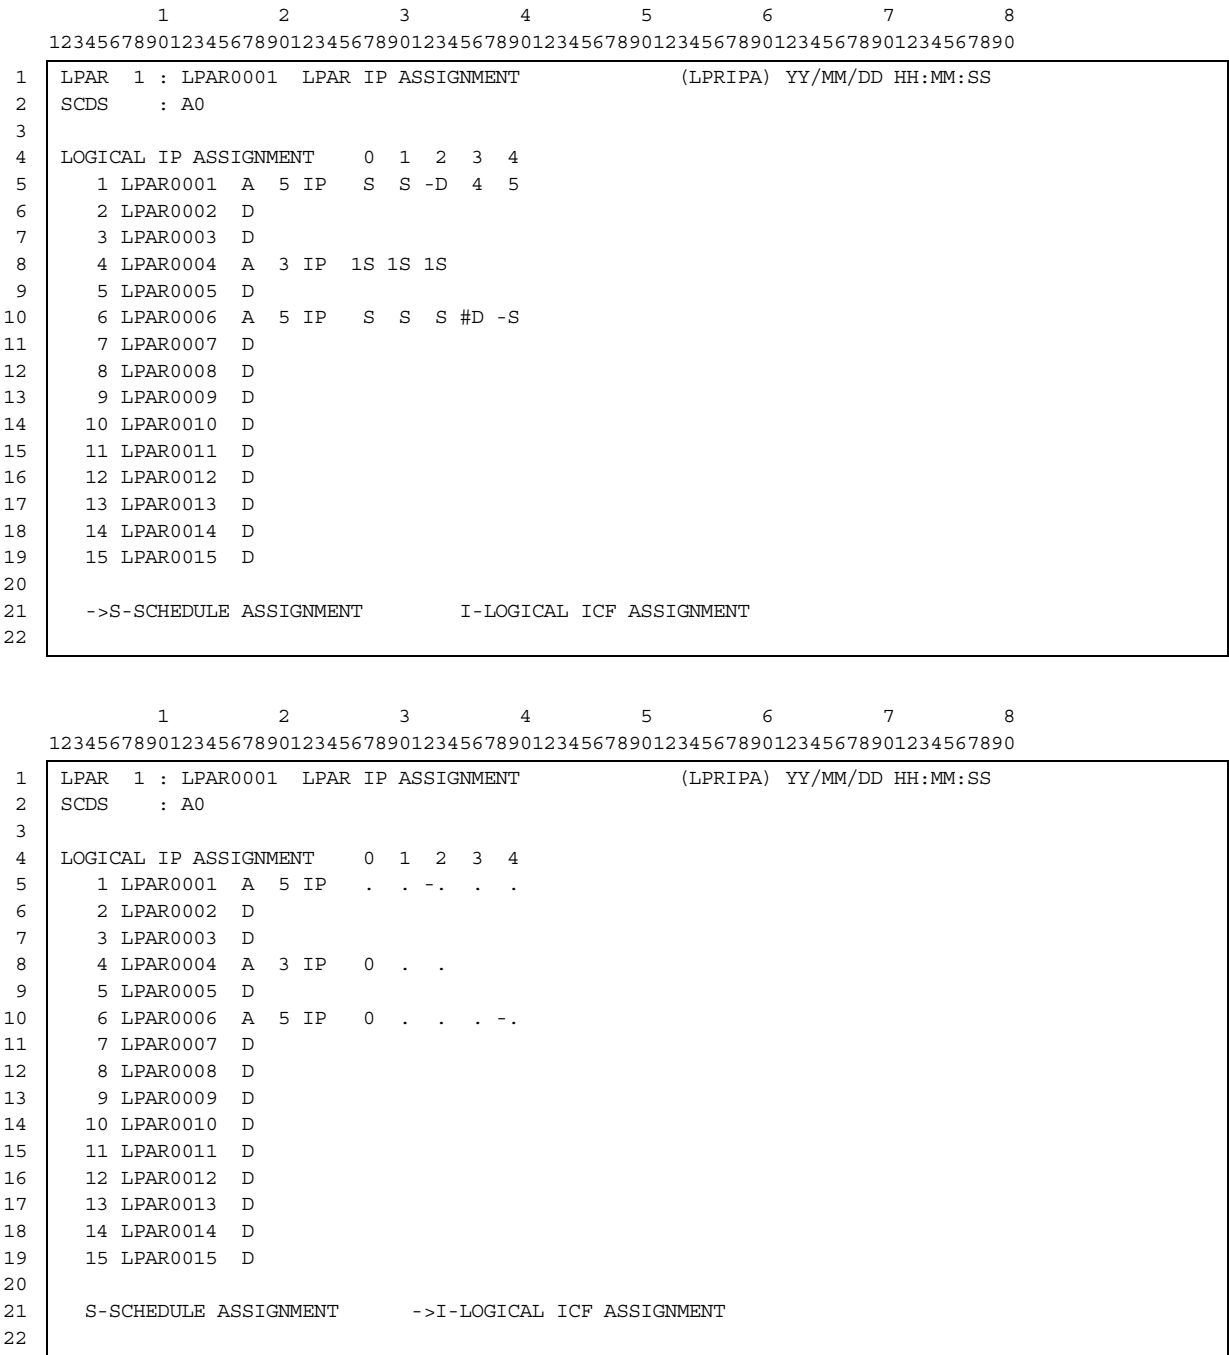 1         2         3         4         5         6         7         8
12345678901234567890123456789012345678901234567890123456789012345678901234567890
1   LPAR  1 : LPAR0001  LPAR IP ASSIGNMENT             (LPRIPA) YY/MM/DD HH:MM:SS
2   SCDS    : A0
3
4   LOGICAL IP ASSIGNMENT    0  1  2  3  4
5      1 LPAR0001  A  5 IP   S  S -D  4  5
6      2 LPAR0002  D
7      3 LPAR0003  D
8      4 LPAR0004  A  3 IP  1S 1S 1S
9      5 LPAR0005  D
10     6 LPAR0006  A  5 IP   S  S  S #D -S
11     7 LPAR0007  D
12     8 LPAR0008  D
13     9 LPAR0009  D
14    10 LPAR0010  D
15    11 LPAR0011  D
16    12 LPAR0012  D
17    13 LPAR0013  D
18    14 LPAR0014  D
19    15 LPAR0015  D
20
21    ->S-SCHEDULE ASSIGNMENT        I-LOGICAL ICF ASSIGNMENT
22
         1         2         3         4         5         6         7         8
12345678901234567890123456789012345678901234567890123456789012345678901234567890
1   LPAR  1 : LPAR0001  LPAR IP ASSIGNMENT             (LPRIPA) YY/MM/DD HH:MM:SS
2   SCDS    : A0
3
4   LOGICAL IP ASSIGNMENT    0  1  2  3  4
5      1 LPAR0001  A  5 IP   .  . -.  .  .
6      2 LPAR0002  D
7      3 LPAR0003  D
8      4 LPAR0004  A  3 IP   0  .  .
9      5 LPAR0005  D
10     6 LPAR0006  A  5 IP   0  .  .  . -.
11     7 LPAR0007  D
12     8 LPAR0008  D
13     9 LPAR0009  D
14    10 LPAR0010  D
15    11 LPAR0011  D
16    12 LPAR0012  D
17    13 LPAR0013  D
18    14 LPAR0014  D
19    15 LPAR0015  D
20
21    S-SCHEDULE ASSIGNMENT      ->I-LOGICAL ICF ASSIGNMENT
22